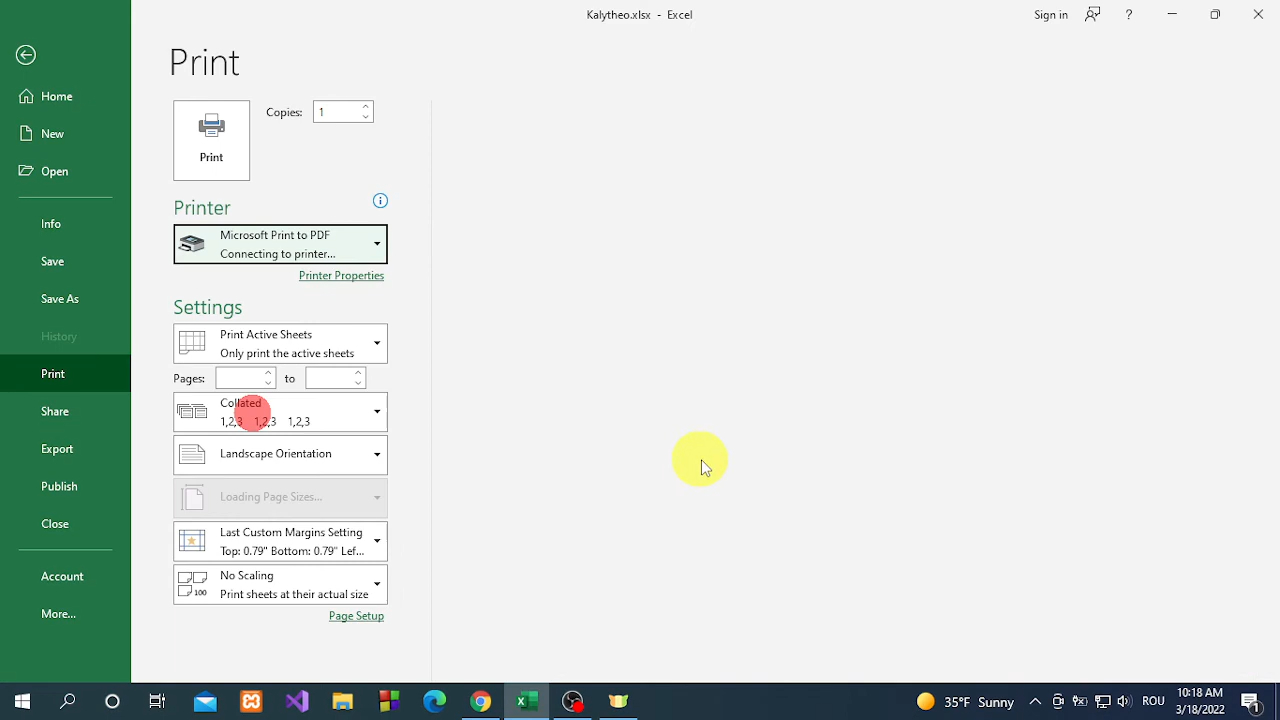 Kalytheo.xlsx - Excel
Sign in
?
Print
Home
New
Open
Info
Save
Save As
History
Print
Share
Export
Publish
Close
Account
More...
Print
Copies: 1
Printer
Microsoft Print to PDF
Connecting to printer...
Printer Properties
Settings
Print Active Sheets
Only print the active sheets
Pages: to
Collated
1,2,3 1,2,3 1,2,3
Landscape Orientation
Loading Page Sizes...
Last Custom Margins Setting
Top: 0.79" Bottom: 0.79" Lef...
No Scaling
100
Print sheets at their actual size
Page Setup
35°F Sunny
ROU
10:18 AM
3/18/2022
1